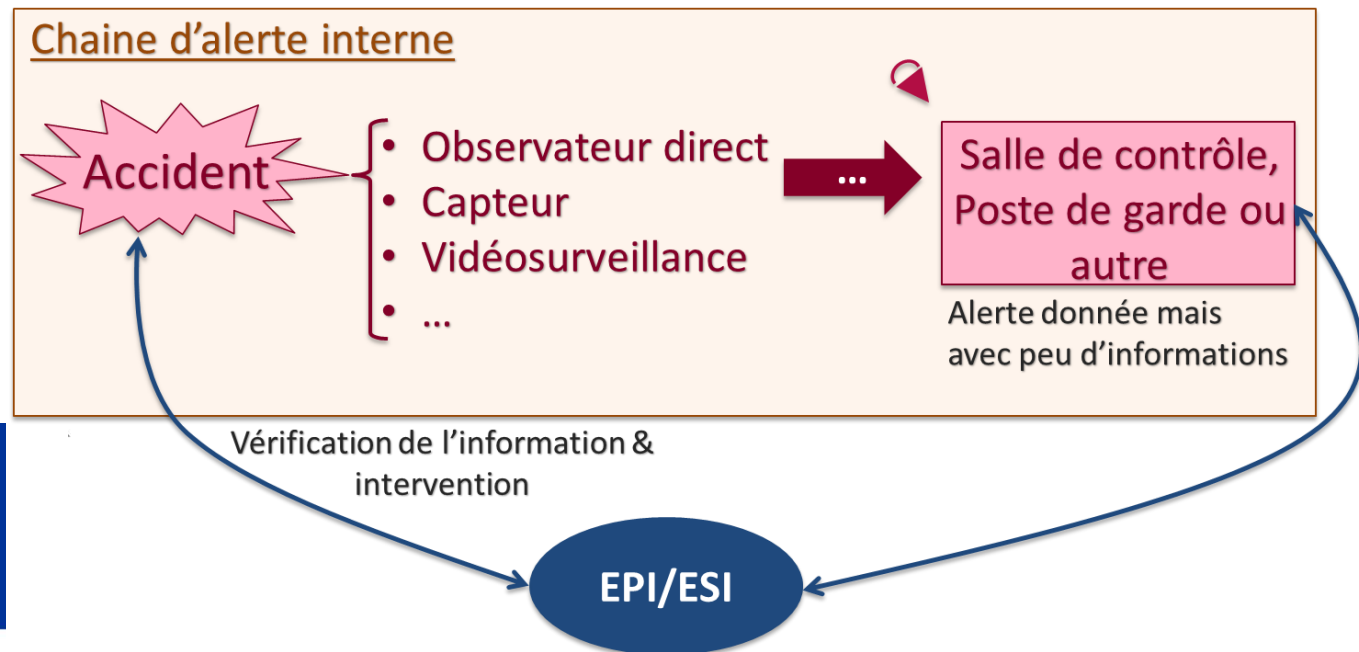 Chaine d'alerte interne
Accident
• Observateur direct
• Capteur
• Vidéosurveillance
• ...
...
Salle de contrôle,
Poste de garde ou
autre
Alerte donnée mais
avec peu d'informations
Vérification de l'information &
intervention
EPI/ESI